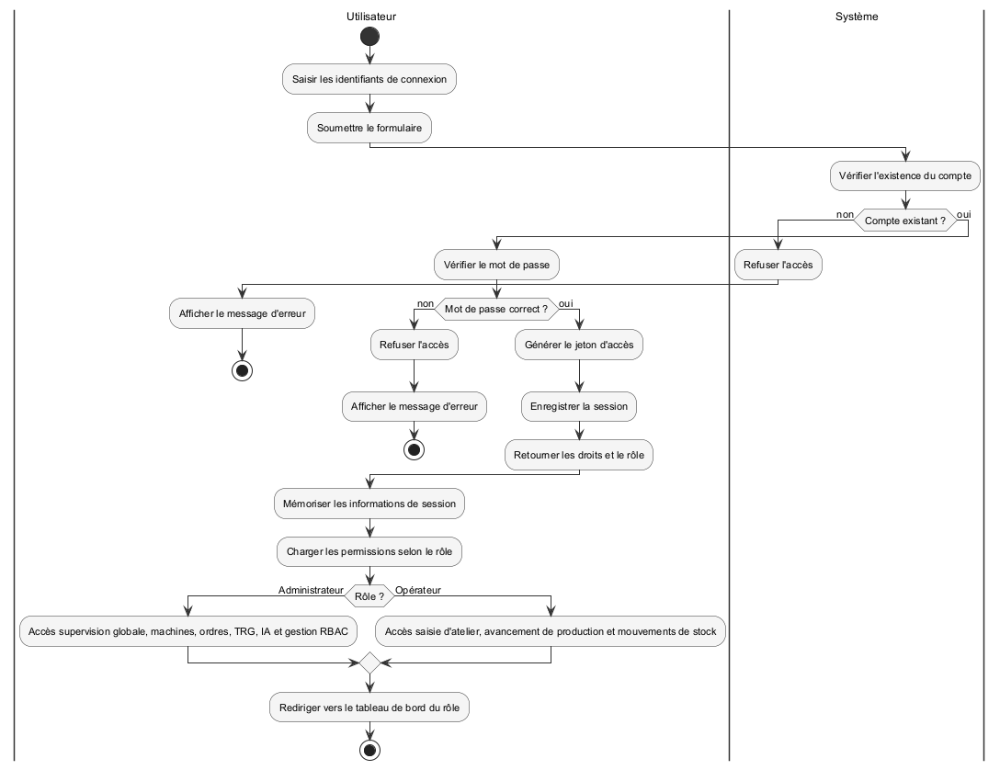 Utilisateur
Système
Saisir les identifiants de connexion
Soumettre le formulaire
Vérifier l'existence du compte
non
Compte existant ?
oui
Vérifier le mot de passe
Refuser l'accès
Afficher le message d'erreur
non
Mot de passe correct ?
oui
Refuser l'accès
Générer le jeton d'accès
Afficher le message d'erreur
Enregistrer la session
Retourner les droits et le rôle
Mémoriser les informations de session
Charger les permissions selon le rôle
Administrateur
Rôle ?
Opérateur
Accès supervision globale, machines, ordres, TRG, IA et gestion RBAC
Accès saisie d'atelier, avancement de production et mouvements de stock
Rediriger vers le tableau de bord du rôle